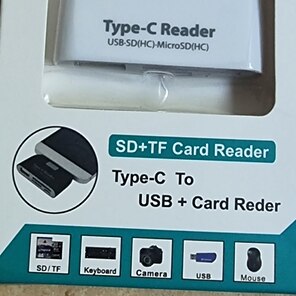 Type-C Reader
USB-SD(HC)-MicroSD(HC)
SD+TF Card Reader
Type-C To
USB + Card Reder
SD/TF
Keyboard
Camera
USB
Mouse